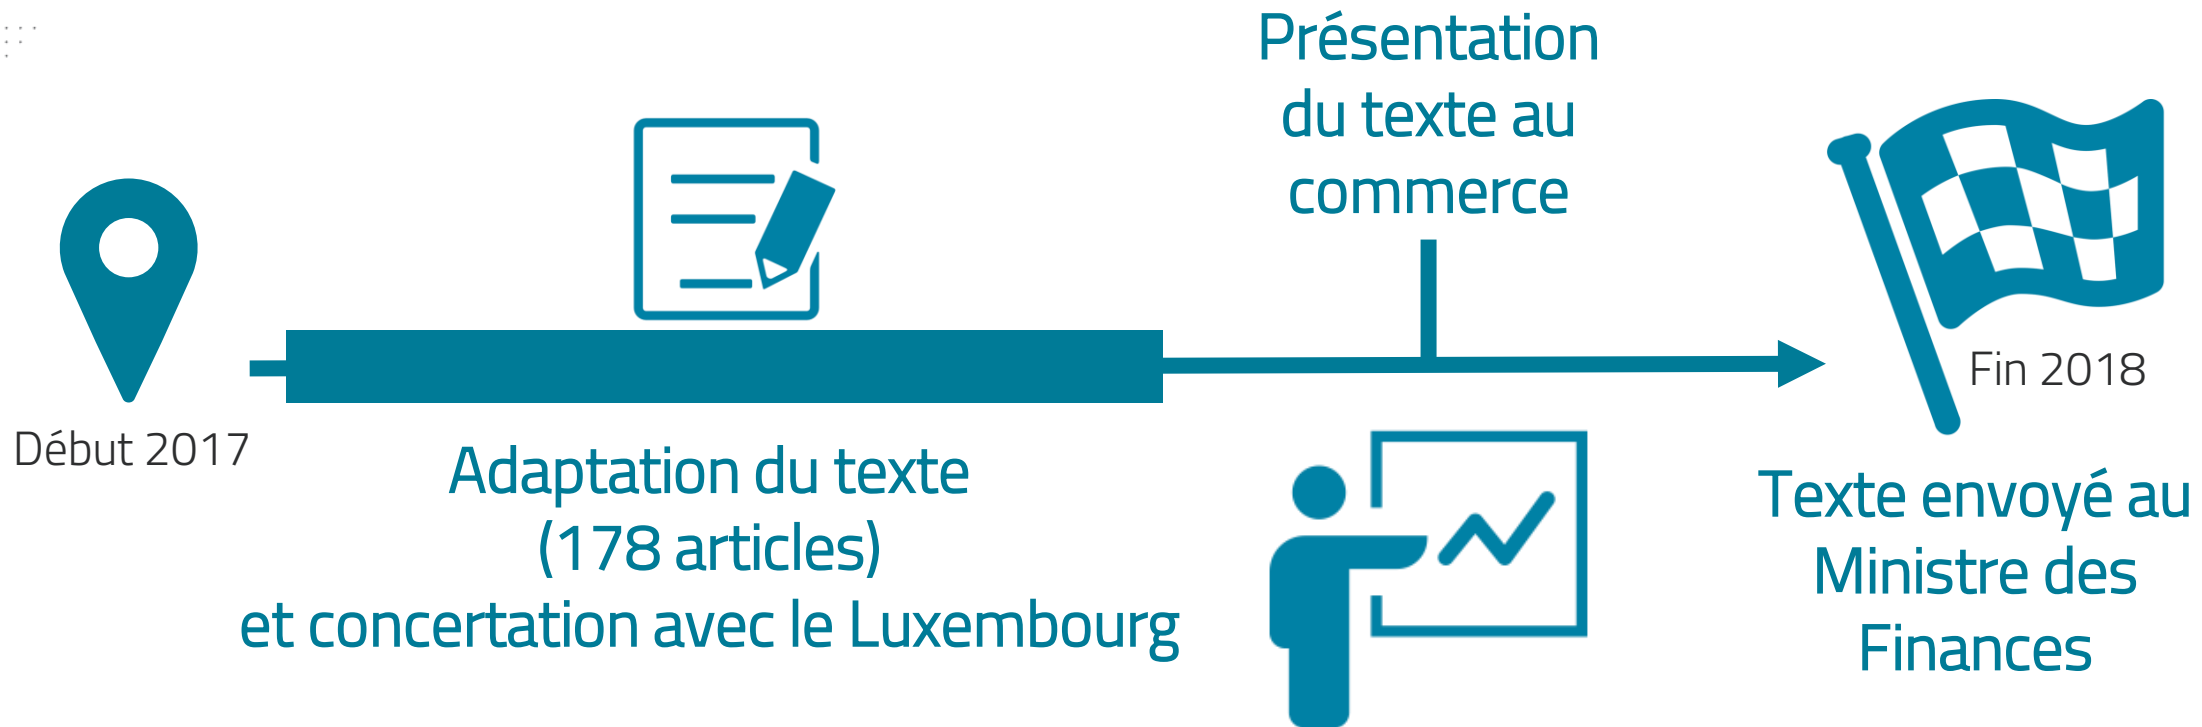 Début 2017
Adaptation du texte
(178 articles)
et concertation avec le Luxembourg
Présentation
du texte au
commerce
Fin 2018
Texte envoyé au
Ministre des
Finances